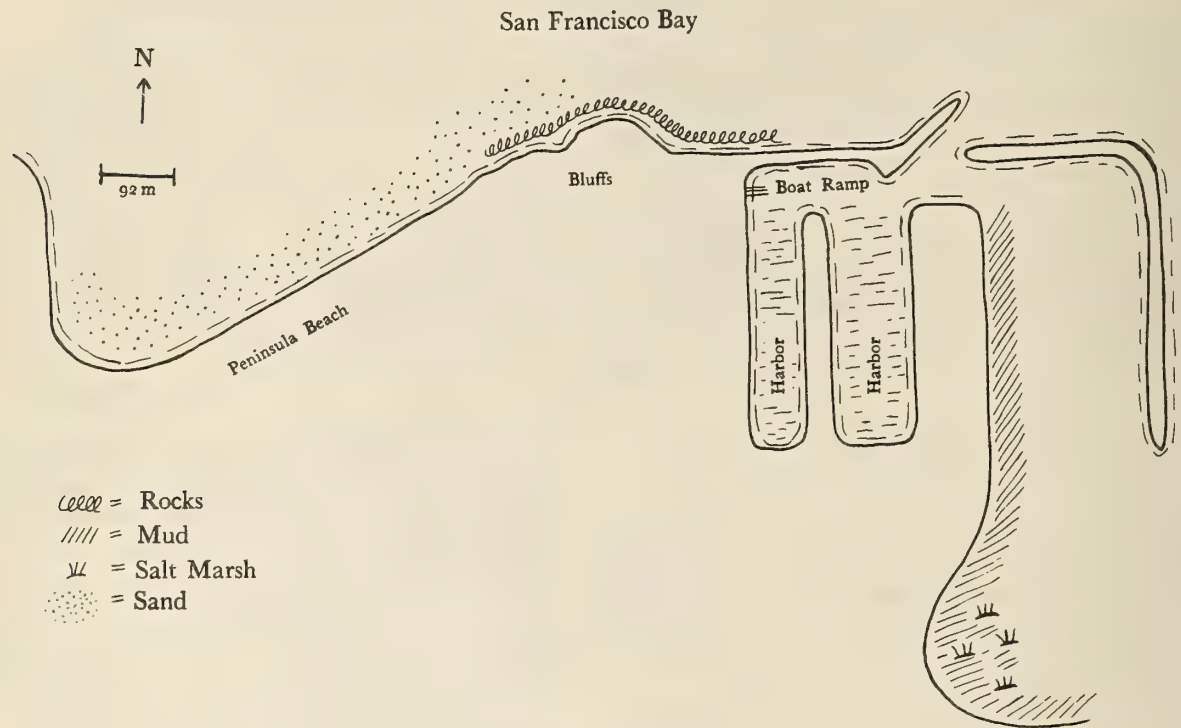 San Francisco Bay
N
92 m
Bluffs
Boat Ramp
Peninsula Beach
Harbor
Harbor
= Rocks
= Mud
= Salt Marsh
= Sand